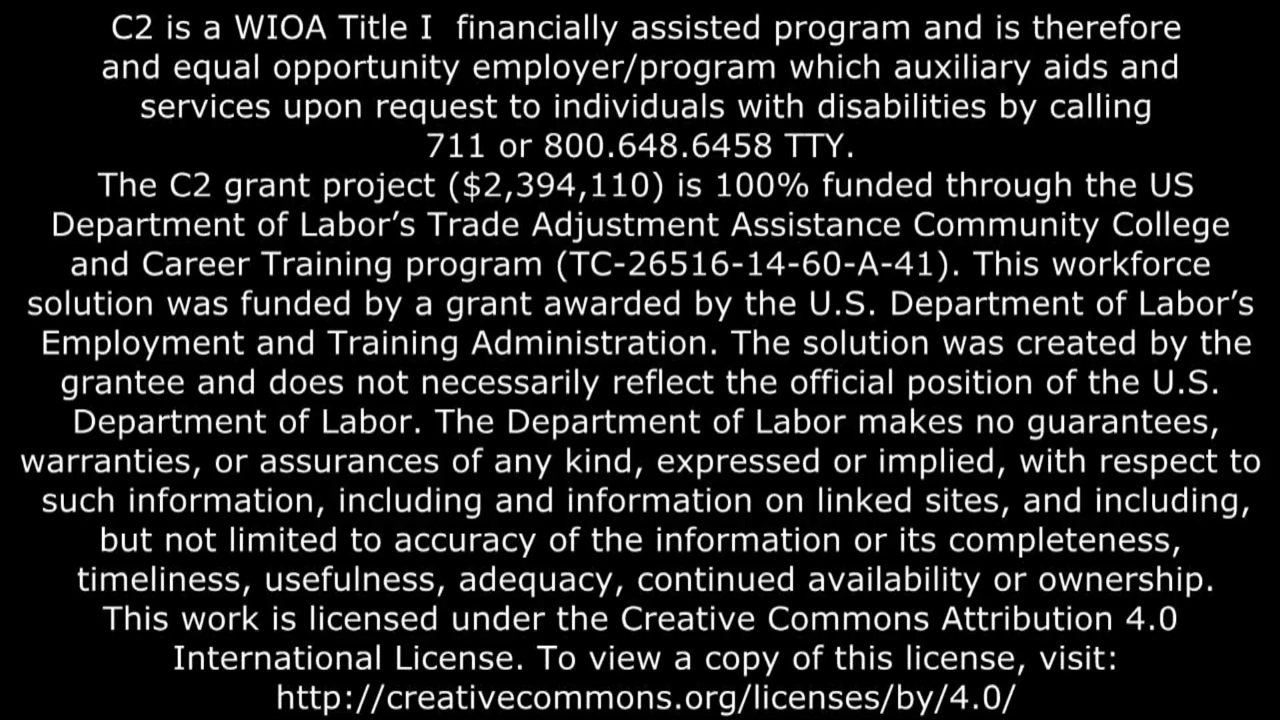 C2 is a WIOA Title I  financially assisted program and is therefore
and equal opportunity employer/program which auxiliary aids and
services upon request to individuals with disabilities by calling
711 or 800.648.6458 TTY.
The C2 grant project ($2,394,110) is 100% funded through the US
Department of Labor’s Trade Adjustment Assistance Community College
and Career Training program (TC-26516-14-60-A-41). This workforce
solution was funded by a grant awarded by the U.S. Department of Labor’s
Employment and Training Administration. The solution was created by the
grantee and does not necessarily reflect the official position of the U.S.
Department of Labor. The Department of Labor makes no guarantees,
warranties, or assurances of any kind, expressed or implied, with respect to
such information, including and information on linked sites, and including,
but not limited to accuracy of the information or its completeness,
timeliness, usefulness, adequacy, continued availability or ownership.
This work is licensed under the Creative Commons Attribution 4.0
International License. To view a copy of this license, visit:
http://creativecommons.org/licenses/by/4.0/